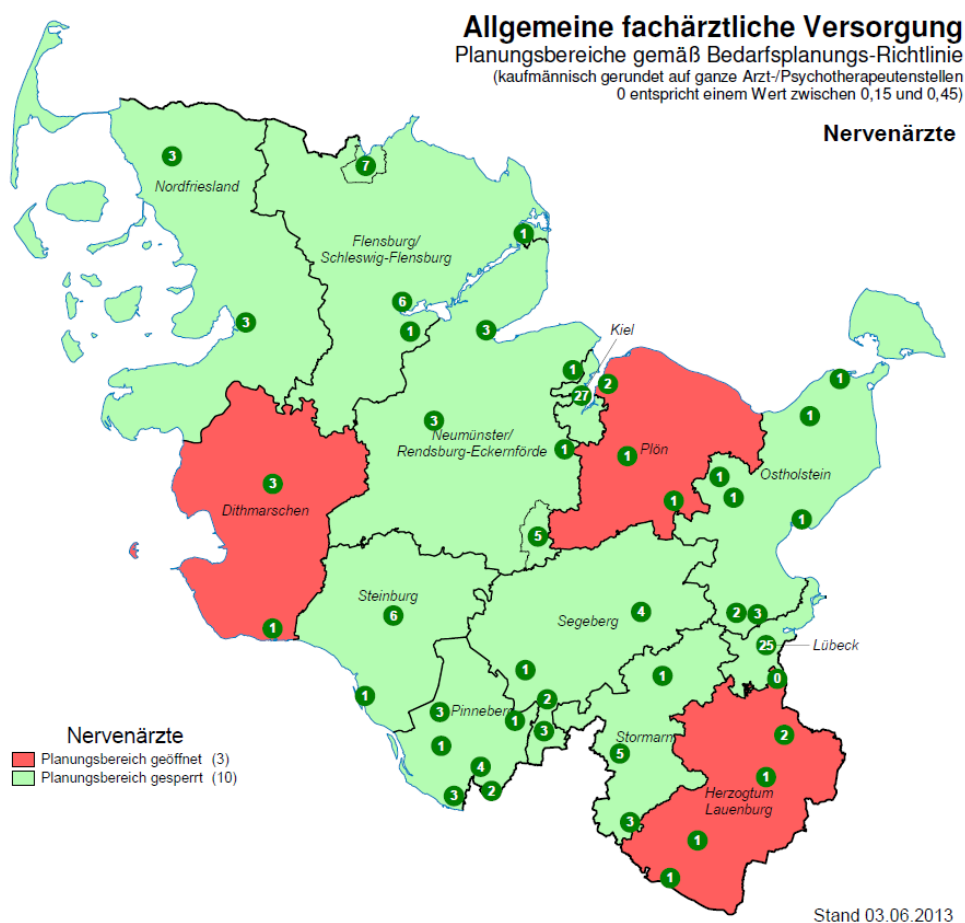 Allgemeine fachärztliche Versorgung
Planungsbereiche gemäß Bedarfsplanungs-Richtlinie
(kaufmännisch gerundet auf ganze Arzt-/Psychotherapeutenstellen
0 entspricht einem Wert zwischen 0,15 und 0,45)
Nervenärzte
3
7
Nordfriesland
1
Flensburg/
Schleswig-Flensburg
6
3
1
3
Kiel
1
1
2
27
3
1
Neumünster/
Rendsburg-Eckernförde
1
1
Plön
1
Ostholstein
3
1
1
Dithmarschen
1
5
Steinburg
6
Segeberg
4
2
3
1
25
Lübeck
1
1
0
1
2
3
Pinneberg
1
3
2
Nervenärzte
1
Stormarn
5
Planungsbereich geöffnet (3)
4
1
Planungsbereich gesperrt (10)
3
2
Herzogtum
Lauenburg
3
1
1
Stand 03.06.2013